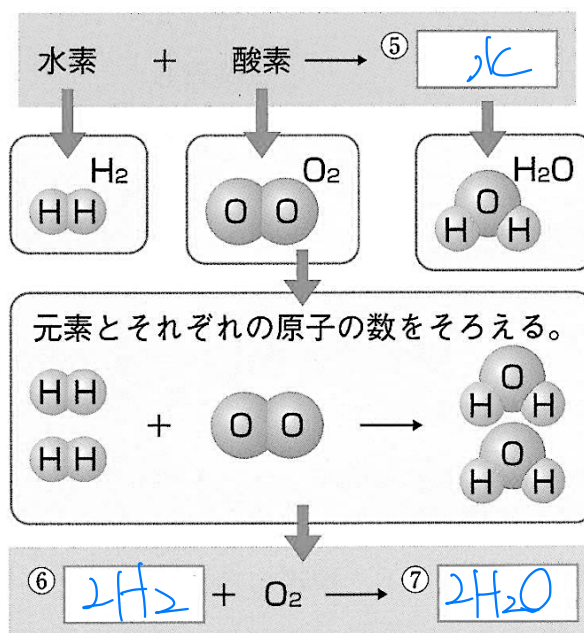 水素 + 酸素 → ⑤ 水
H₂ O₂ H₂O
H H O O H O H
元素とそれぞれの原子の数をそろえる。
H H + O O → H O H
H H H O H
⑥ 2H₂ + O₂ → ⑦ 2H₂O